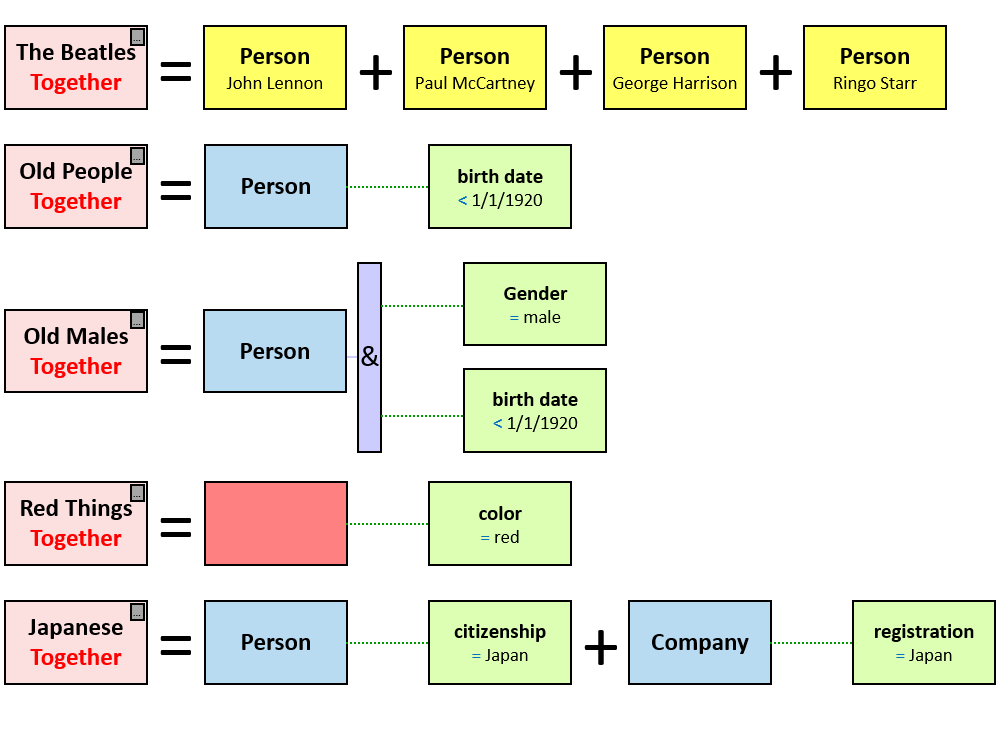 The Beatles
Together
...
=
Person
John Lennon
+
Person
Paul McCartney
+
Person
George Harrison
+
Person
Ringo Starr
Old People
Together
...
=
Person
birth date
< 1/1/1920
Old Males
Together
...
=
Person
&
Gender
= male
birth date
< 1/1/1920
Red Things
Together
...
=
color
= red
Japanese
Together
...
=
Person
citizenship
= Japan
+
Company
registration
= Japan